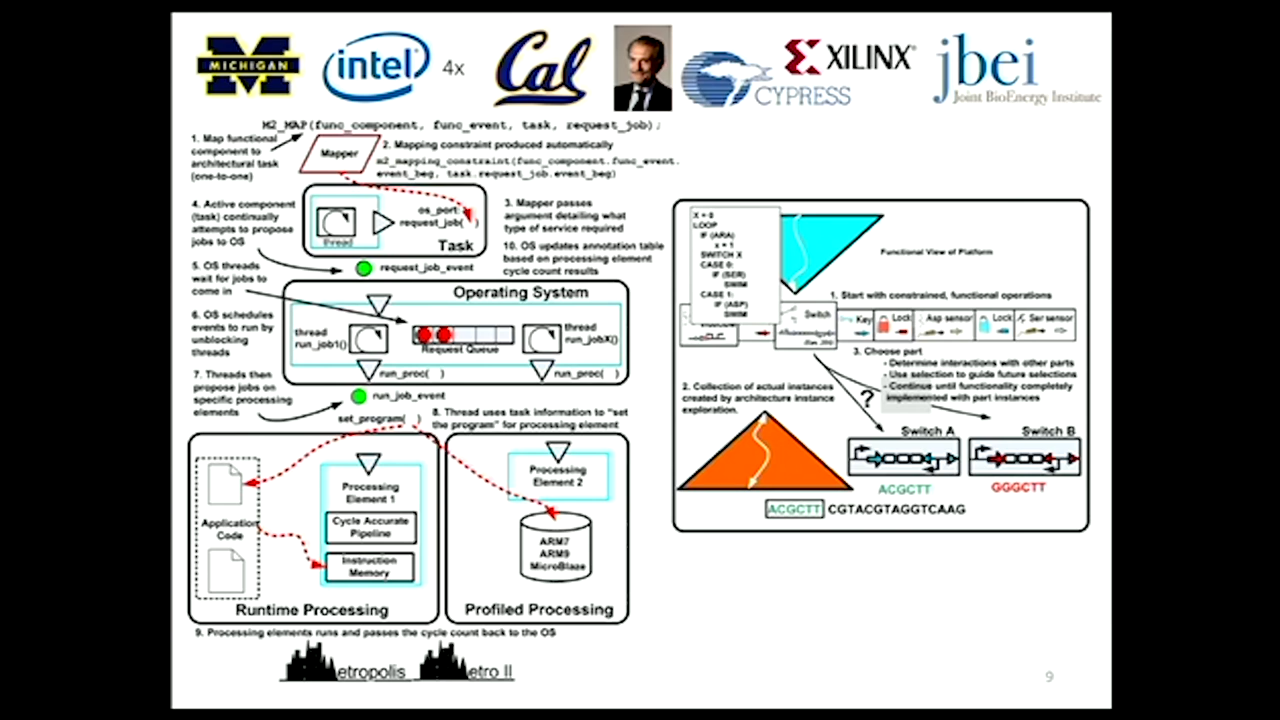 MICHIGAN
intel
4x
Cal
CYPRESS
XILINX
jbei
Joint BioEnergy Institute
M2_MAP(func_component, func_event, task, request_job);
1. Map functional
component to
architectural task
(one-to-one)
Mapper
2. Mapping constraint produced automatically
m2_mapping_constraint(func_component.func_event.
event_beg, task.request_job.event_beg)
4. Active component
(task) continually
attempts to propose
jobs to OS
thread
os_port.
request_job( )
Task
3. Mapper passes
argument detailing what
type of service required
10. OS updates annotation table
based on processing element
cycle count results
request_job_event
5. OS threads
wait for jobs to
come in
Operating System
6. OS schedules
events to run by
unblocking
threads
thread
run_job1()
Request Queue
thread
run_jobX()
run_proc( )
run_proc( )
7. Threads then
propose jobs on
specific processing
elements
run_job_event
set_program( )
8. Thread uses task information to "set
the program" for processing element
Application
Code
Processing
Element 1
Cycle Accurate
Pipeline
Instruction
Memory
Runtime Processing
Processing
Element 2
ARM7
ARM9
MicroBlaze
Profiled Processing
9. Processing elements runs and passes the cycle count back to the OS
etropolis
etro II
X = 0
LOOP
IF (ARA)
x = 1
SWITCH X
CASE 0:
IF (SER)
SWIM
CASE 1:
IF (ASP)
SWIM
Functional View of Platform
1. Start with constrained, functional operations
Switch
Key
Lock
Asp sensor
Lock
Ser sensor
3. Choose part
- Determine interactions with other parts
- Use selection to guide future selections
- Continue until functionality completely
implemented with part instances
2. Collection of actual instances
created by architecture instance
exploration.
?
Switch A
Switch B
ACGCTT
GGGCTT
ACGCTT CGTACGTAGGTCAAG
9